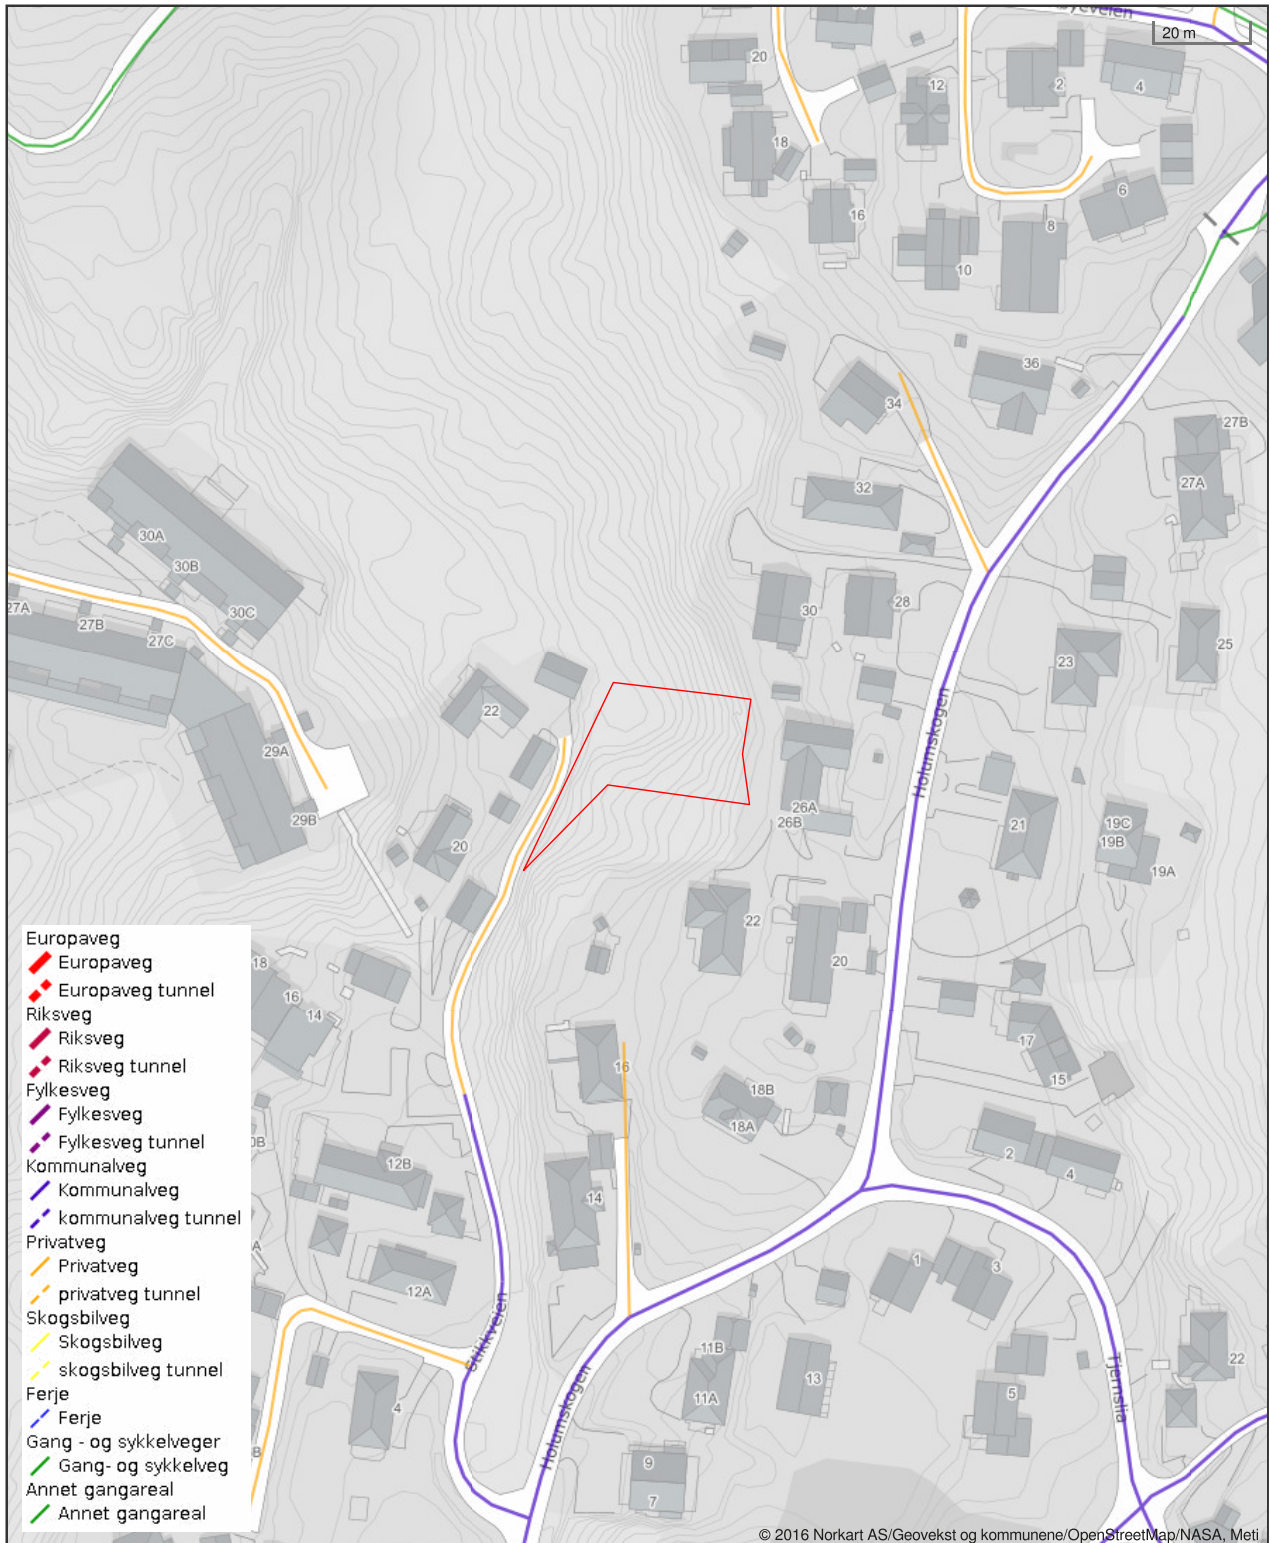 øyeveien
20 m
20
12
2
4
18
6
16
8
10
36
34
27B
27A
32
30A
30B
30C
27A
27B
27C
30
28
25
23
22
29A
Holumskogen
29B
26A
26B
21
19C
19B
19A
20
22
20
18
16
14
17
15
16
18B
18A
2
4
12B
14
12A
1
3
Stikkveien
11B
11A
13
22
Tjernslia
5
4
Holumskogen
9
7
B
Europaveg
Europaveg
Europaveg tunnel
Riksveg
Riksveg
Riksveg tunnel
Fylkesveg
Fylkesveg
Fylkesveg tunnel
Kommunalveg
Kommunalveg
kommunalveg tunnel
Privatveg
Privatveg
privatveg tunnel
Skogsbilveg
Skogsbilveg
skogsbilveg tunnel
Ferje
Ferje
Gang - og sykkelveger
Gang- og sykkelveg
Annet gangareal
Annet gangareal
© 2016 Norkart AS/Geovekst og kommunene/OpenStreetMap/NASA, Meti